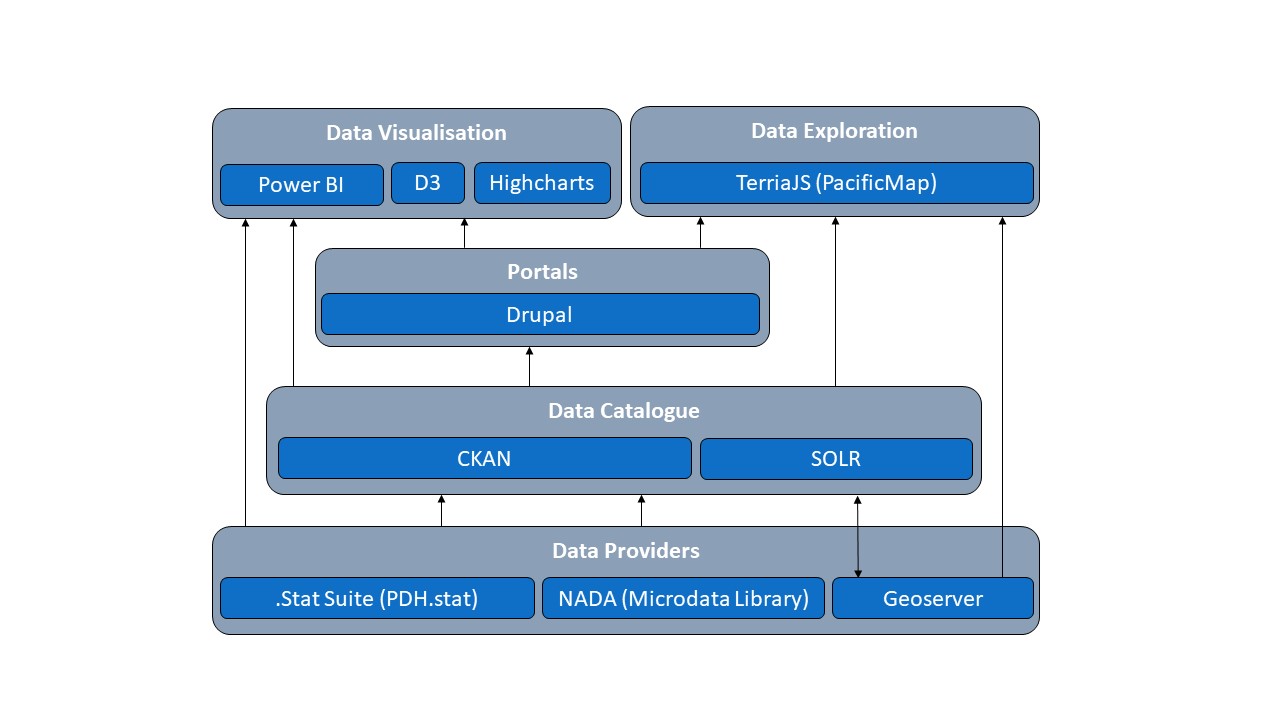 Data Visualisation
Power BI
D3
Highcharts
Data Exploration
TerriaJS (PacificMap)
Portals
Drupal
Data Catalogue
CKAN
SOLR
Data Providers
.Stat Suite (PDH.stat)
NADA (Microdata Library)
Geoserver